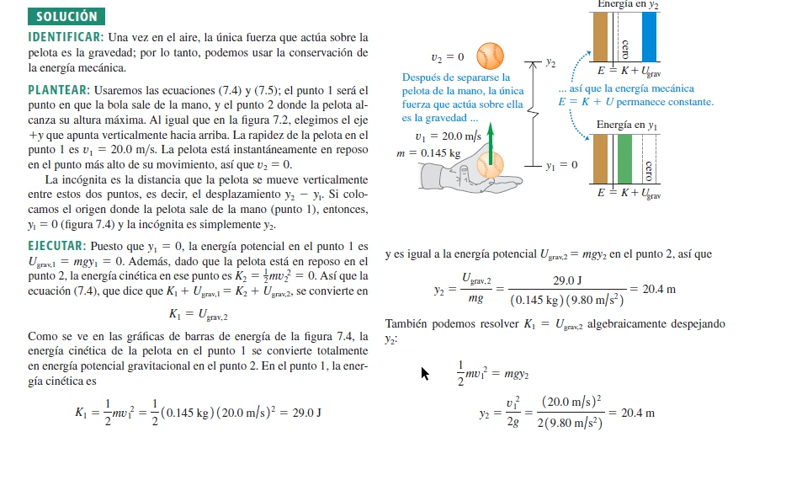 SOLUCIÓN
IDENTIFICAR: Una vez en el aire, la única fuerza que actúa sobre la
pelota es la gravedad; por lo tanto, podemos usar la conservación de
la energía mecánica.
PLANTEAR: Usaremos las ecuaciones (7.4) y (7.5); el punto 1 será el
punto en que la bola sale de la mano, y el punto 2 donde la pelota al-
canza su altura máxima. Al igual que en la figura 7.2, elegimos el eje
+y que apunta verticalmente hacia arriba. La rapidez de la pelota en el
punto 1 es υ₁ = 20.0 m/s. La pelota está instantáneamente en reposo
en el punto más alto de su movimiento, así que υ₂ = 0.
La incógnita es la distancia que la pelota se mueve verticalmente
entre estos dos puntos, es decir, el desplazamiento y₂ − y₁. Si colo-
camos el origen donde la pelota sale de la mano (punto 1), entonces,
y₁ = 0 (figura 7.4) y la incógnita es simplemente y₂.
EJECUTAR: Puesto que y₁ = 0, la energía potencial en el punto 1 es
U_grav,1 = mgy₁ = 0. Además, dado que la pelota está en reposo en el
punto 2, la energía cinética en ese punto es K₂ = ½mυ₂² = 0. Así que la
ecuación (7.4), que dice que K₁ + U_grav,1 = K₂ + U_grav,2, se convierte en
K₁ = U_grav,2
Como se ve en las gráficas de barras de energía de la figura 7.4, la
energía cinética de la pelota en el punto 1 se convierte totalmente
en energía potencial gravitacional en el punto 2. En el punto 1, la ener-
gía cinética es
K₁ = 1/2 mυ₁² = 1/2 (0.145 kg)(20.0 m/s)² = 29.0 J
υ₂ = 0
y₂
Después de separarse la
pelota de la mano, la única
fuerza que actúa sobre ella
es la gravedad ...
υ₁ = 20.0 m/s
m = 0.145 kg
y₁ = 0
Energía en y₂
cero
E = K + U_grav
... así que la energía mecánica
E = K + U permanece constante.
Energía en y₁
cero
E = K + U_grav
y es igual a la energía potencial U_grav,2 = mgy₂ en el punto 2, así que
y₂ = U_grav,2 / mg = 29.0 J / (0.145 kg)(9.80 m/s²) = 20.4 m
También podemos resolver K₁ = U_grav,2 algebraicamente despejando
y₂:
1/2 mυ₁² = mgy₂
y₂ = υ₁² / 2g = (20.0 m/s)² / 2(9.80 m/s²) = 20.4 m